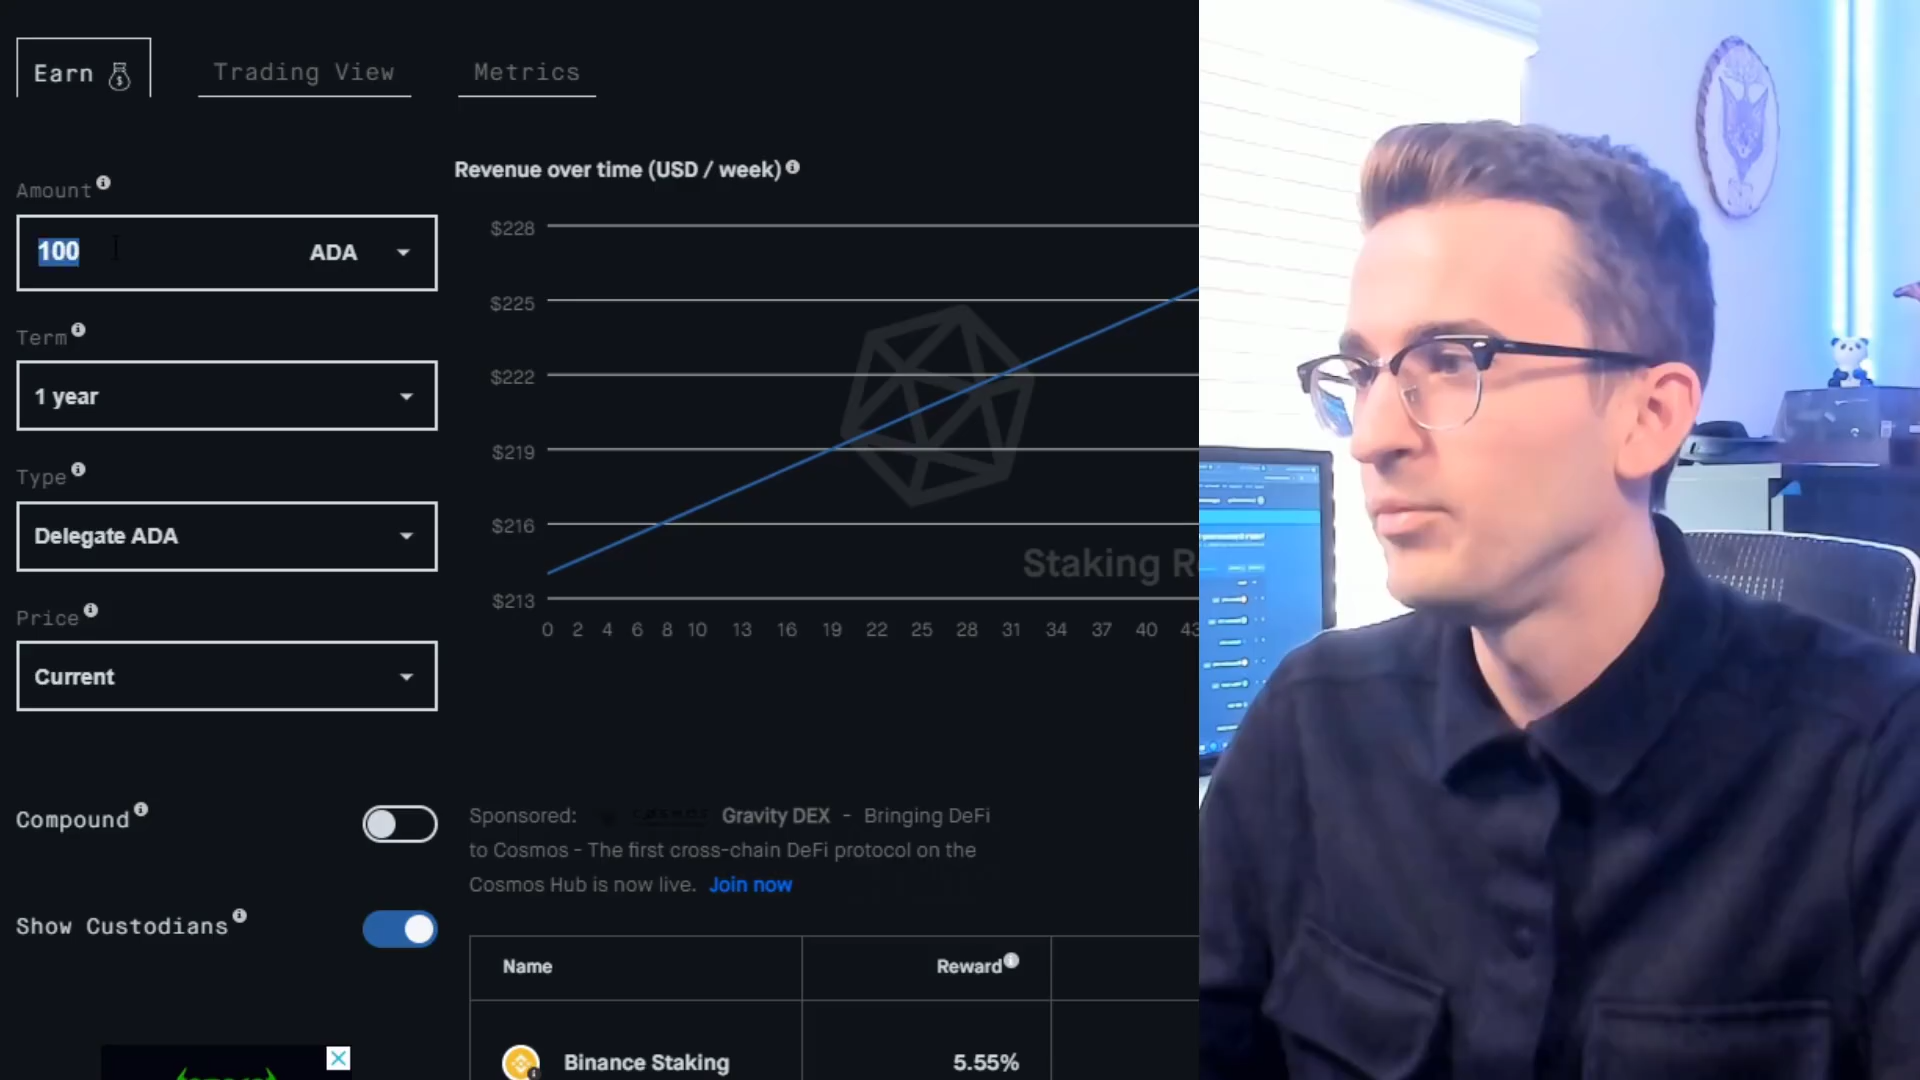 Earn
Trading View
Metrics
Amount
100
ADA
Term
1 year
Type
Delegate ADA
Price
Current
Compound
Show Custodians
Revenue over time (USD / week)
$228
$225
$222
$219
$216
$213
0 2 4 6 8 10 13 16 19 22 25 28 31 34 37 40 43
Staking R
Sponsored: Gravity DEX - Bringing DeFi
to Cosmos - The first cross-chain DeFi protocol on the
Cosmos Hub is now live. Join now
Name
Reward
Binance Staking
5.55%